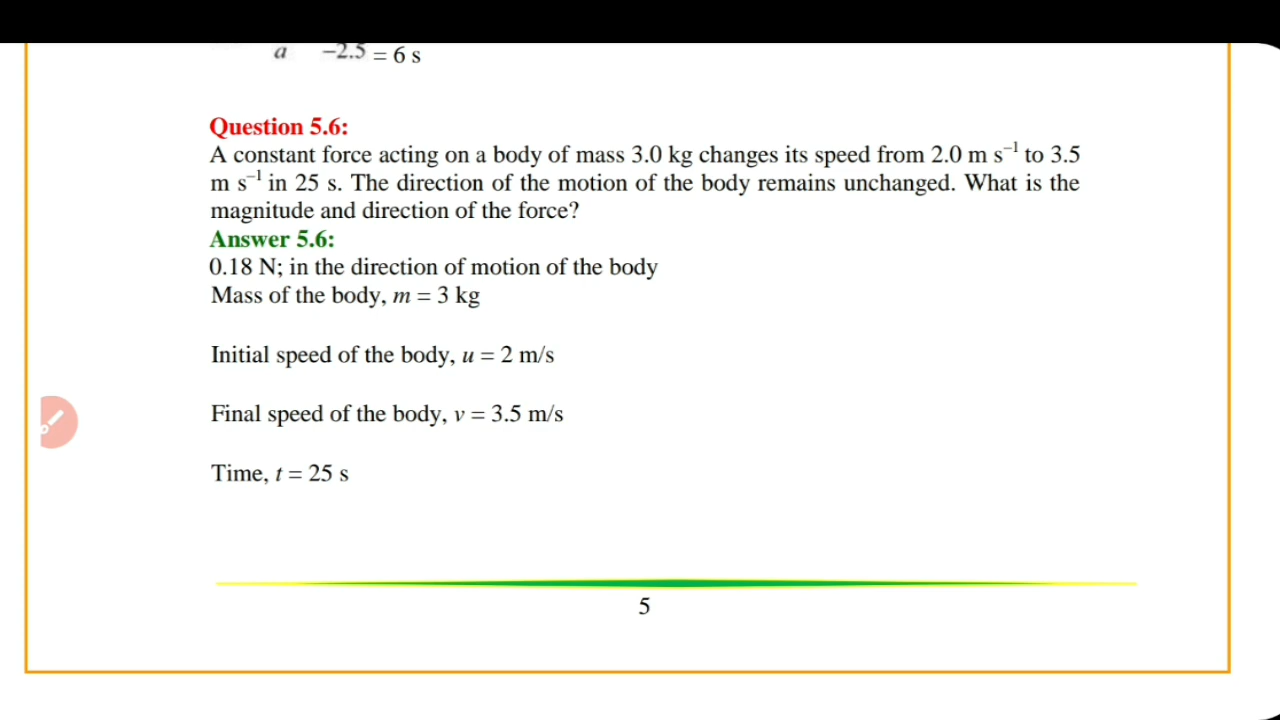 a −2.5 = 6 s
Question 5.6:
A constant force acting on a body of mass 3.0 kg changes its speed from 2.0 m s⁻¹ to 3.5
m s⁻¹ in 25 s. The direction of the motion of the body remains unchanged. What is the
magnitude and direction of the force?
Answer 5.6:
0.18 N; in the direction of motion of the body
Mass of the body, m = 3 kg
Initial speed of the body, u = 2 m/s
Final speed of the body, v = 3.5 m/s
Time, t = 25 s
5